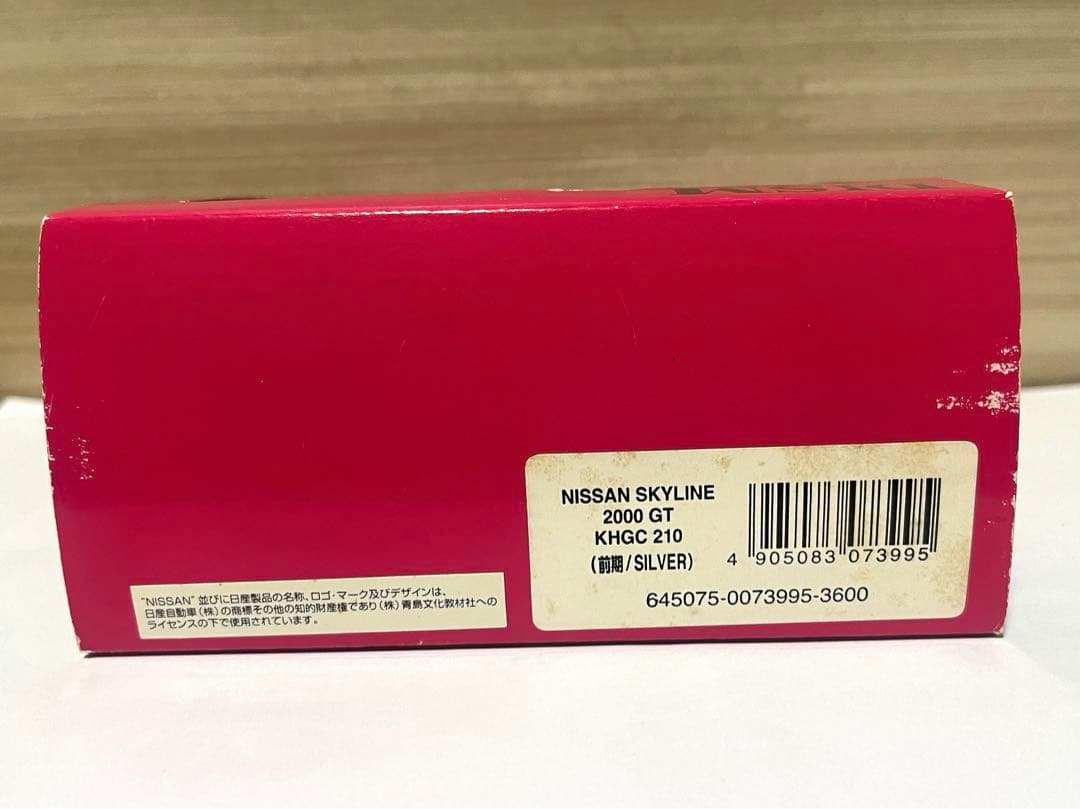 DISM
"NISSAN"並びに日産製品の名称、ロゴ・マーク及びデザインは、
日産自動車(株)の商標その他の知的財産権であり(株)青島文化教材社への
ライセンスの下で使用されています。
NISSAN SKYLINE
2000 GT
KHGC 210
(前期/SILVER)
4 905083 073995
645075-0073995-3600